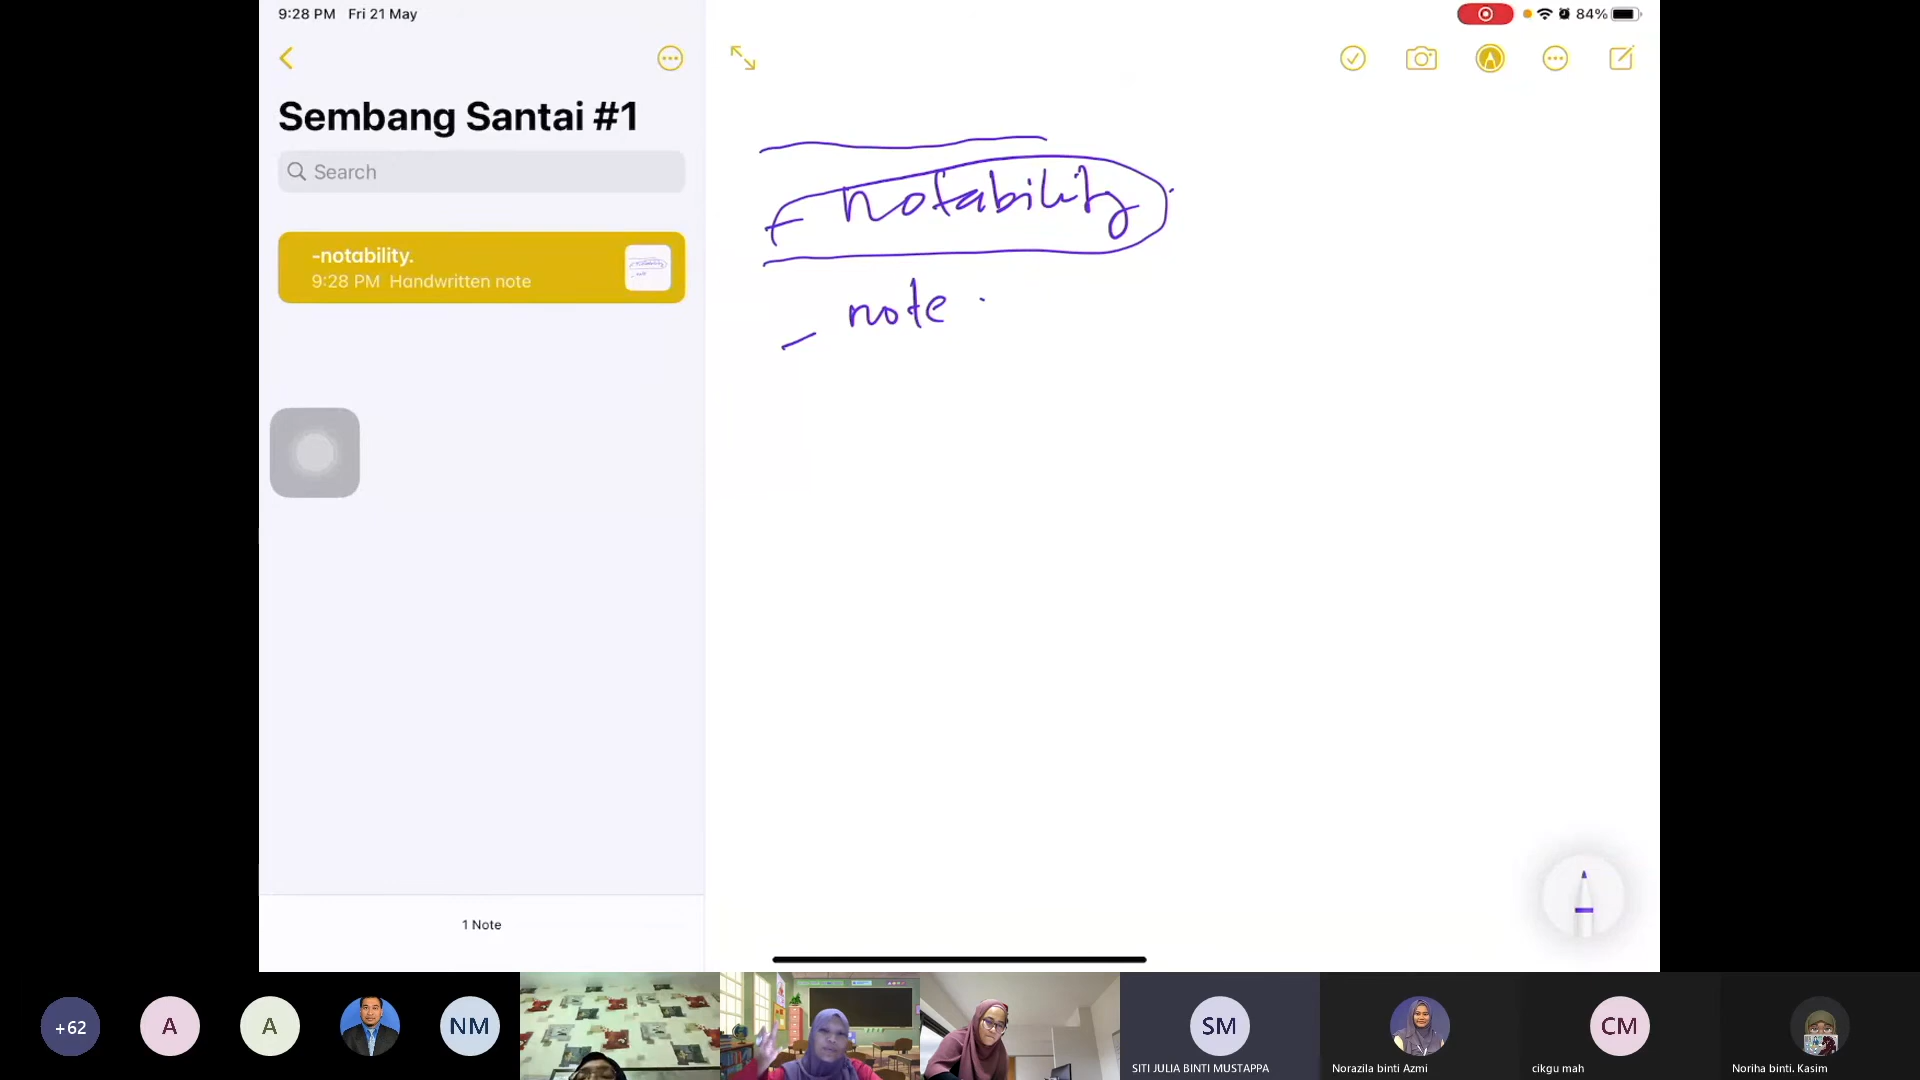 9:28 PM Fri 21 May
84%
Sembang Santai #1
Search
-notability.
9:28 PM Handwritten note
- notability.
- note .
1 Note
+62
A
A
NM
SM
SITI JULIA BINTI MUSTAPPA
Norazila binti Azmi
CM
cikgu mah
Noriha binti. Kasim